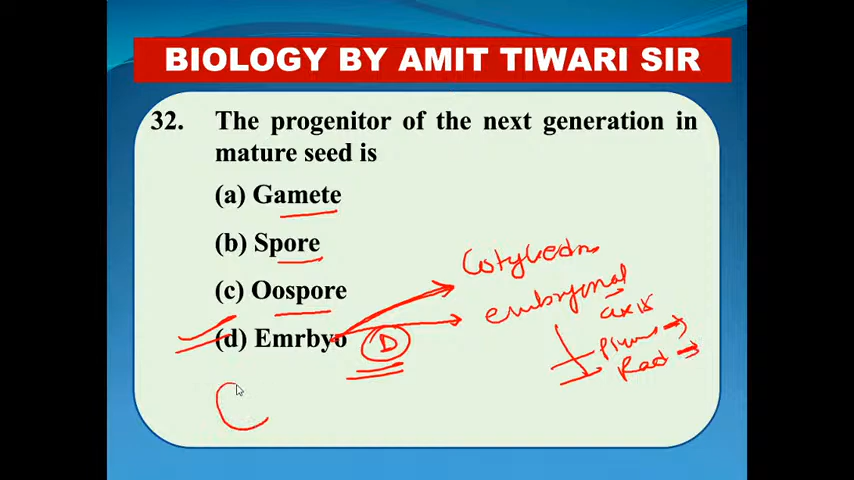 BIOLOGY BY AMIT TIWARI SIR
32. The progenitor of the next generation in
mature seed is
(a) Gamete
(b) Spore
(c) Oospore
(d) Emrbyo
D
embryonal
axis